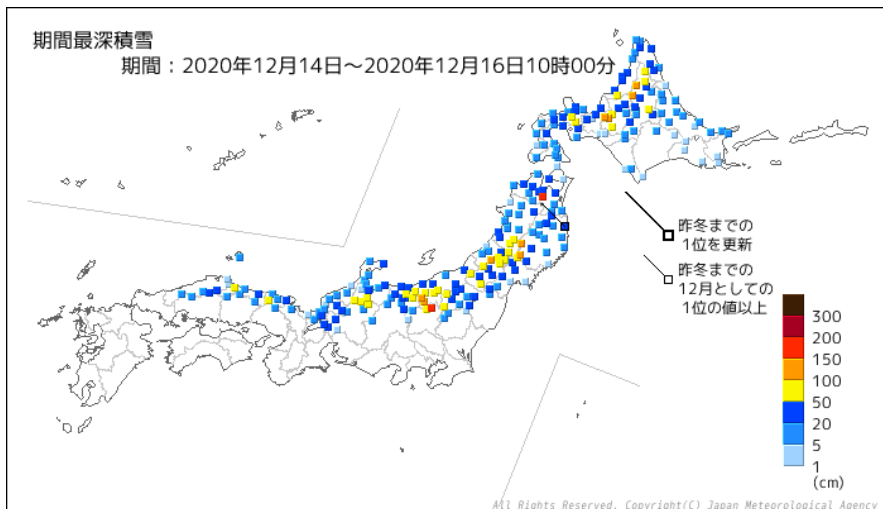 期間最深積雪
期間：2020年12月14日～2020年12月16日10時00分
昨冬までの
1位を更新
昨冬までの
12月としての
1位の値以上
300
200
150
100
50
20
5
1
(cm)
All Rights Reserved. Copyright(C) Japan Meteorological Agency